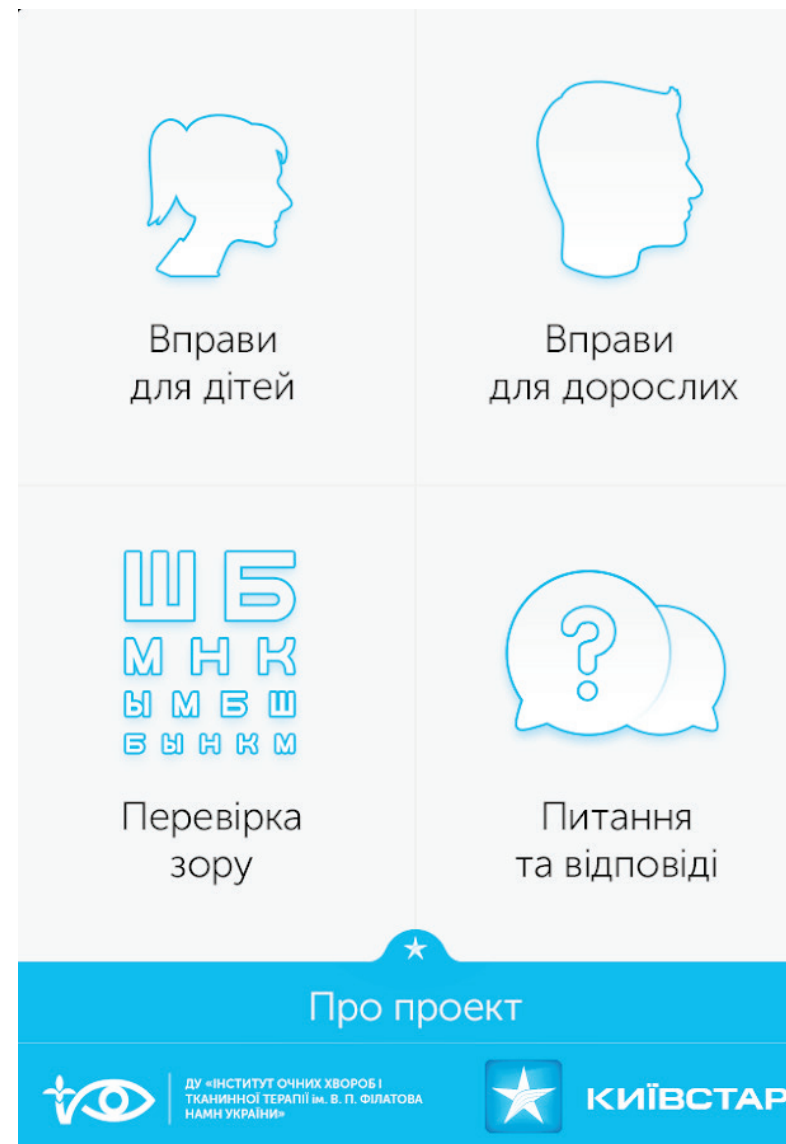 Вправи
для дітей
Вправи
для дорослих
Ш Б
М Н К
Ы М Б Ш
Б Ы Н К М
Перевірка
зору
?
Питання
та відповіді
Про проект
ДУ «ІНСТИТУТ ОЧНИХ ХВОРОБ І
ТКАНИННОЇ ТЕРАПІЇ ім. В. П. ФІЛАТОВА
НАМН УКРАЇНИ»
КИЇВСТАР